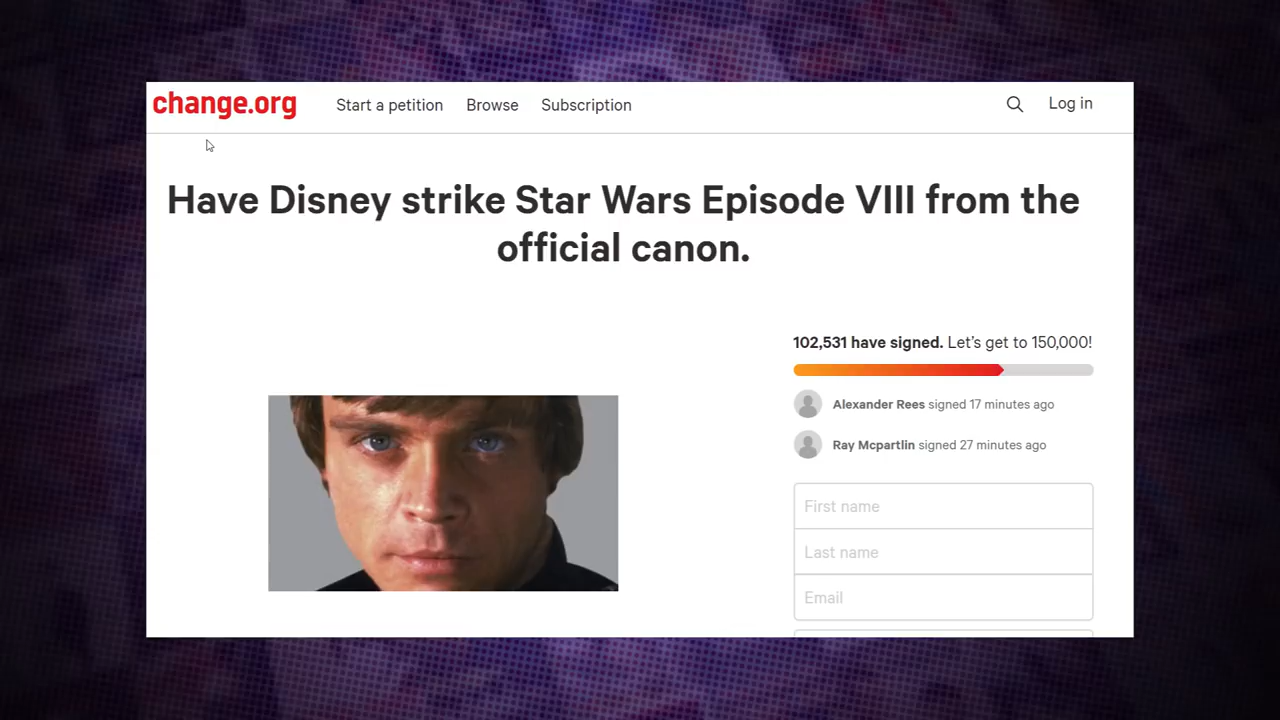 change.org Start a petition Browse Subscription Log in
Have Disney strike Star Wars Episode VIII from the
official canon.
102,531 have signed. Let's get to 150,000!
Alexander Rees signed 17 minutes ago
Ray Mcpartlin signed 27 minutes ago
First name
Last name
Email